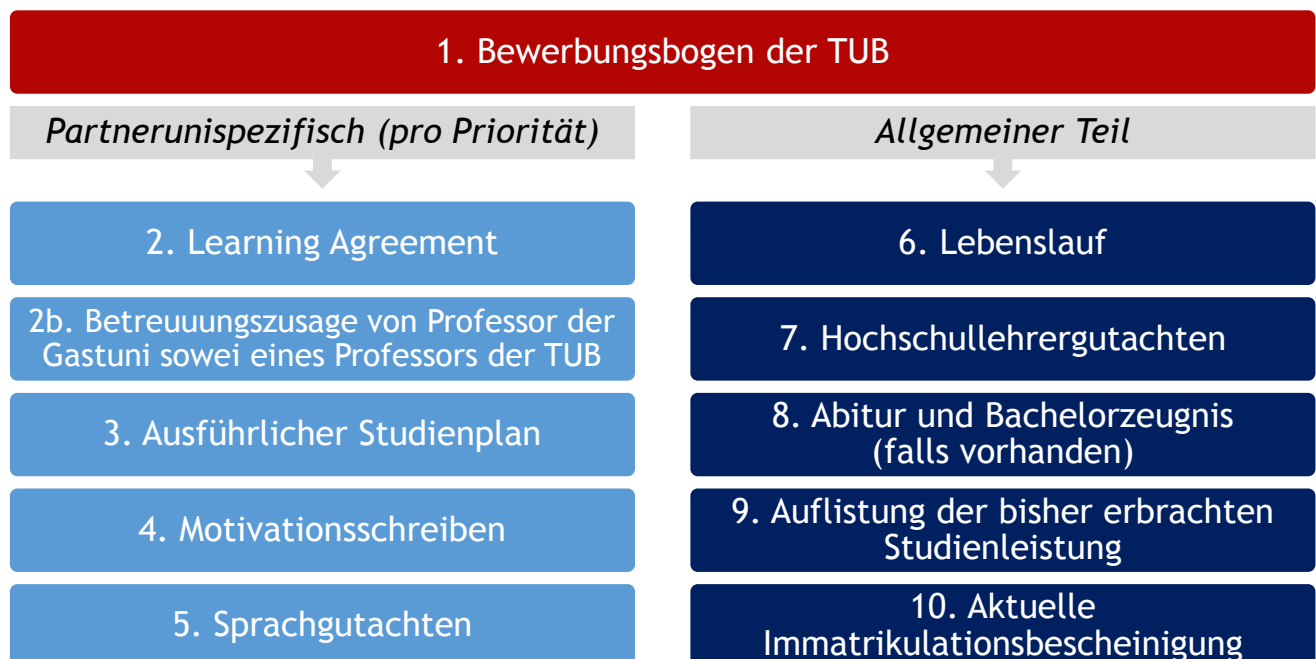 1. Bewerbungsbogen der TUB
Partnerunispezifisch (pro Priorität)
2. Learning Agreement
2b. Betreuuungszusage von Professor der
Gastuni sowei eines Professors der TUB
3. Ausführlicher Studienplan
4. Motivationsschreiben
5. Sprachgutachten
Allgemeiner Teil
6. Lebenslauf
7. Hochschullehrergutachten
8. Abitur und Bachelorzeugnis
(falls vorhanden)
9. Auflistung der bisher erbrachten
Studienleistung
10. Aktuelle
Immatrikulationsbescheinigung